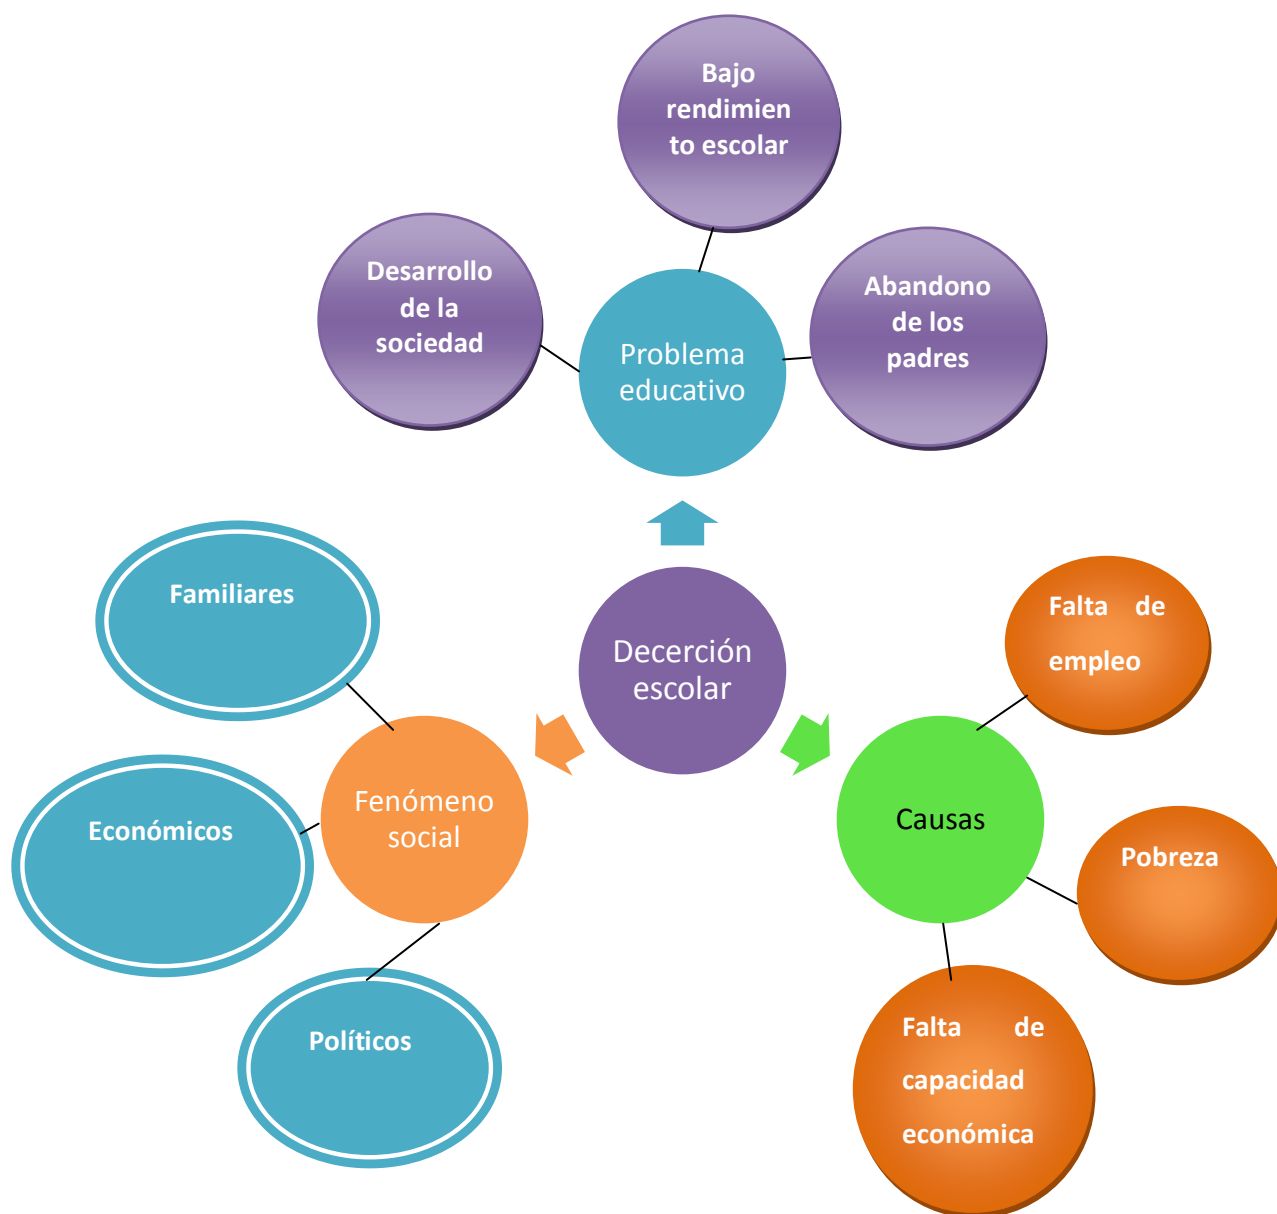 Bajo
rendimien
to escolar
Desarrollo
de la
sociedad
Abandono
de los
padres
Problema
educativo
Familiares
Falta de
empleo
Decerción
escolar
Fenómeno
social
Económicos
Causas
Pobreza
Políticos
Falta de
capacidad
económica